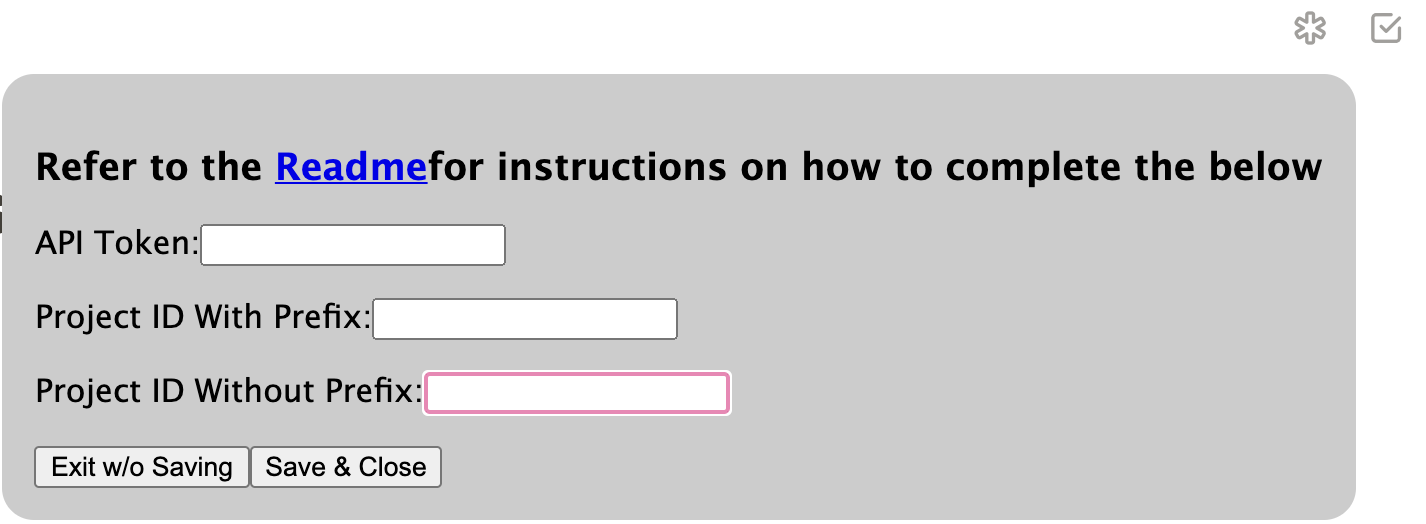 Refer to the Readmefor instructions on how to complete the below
API Token:
Project ID With Prefix:
Project ID Without Prefix:
Exit w/o Saving Save & Close